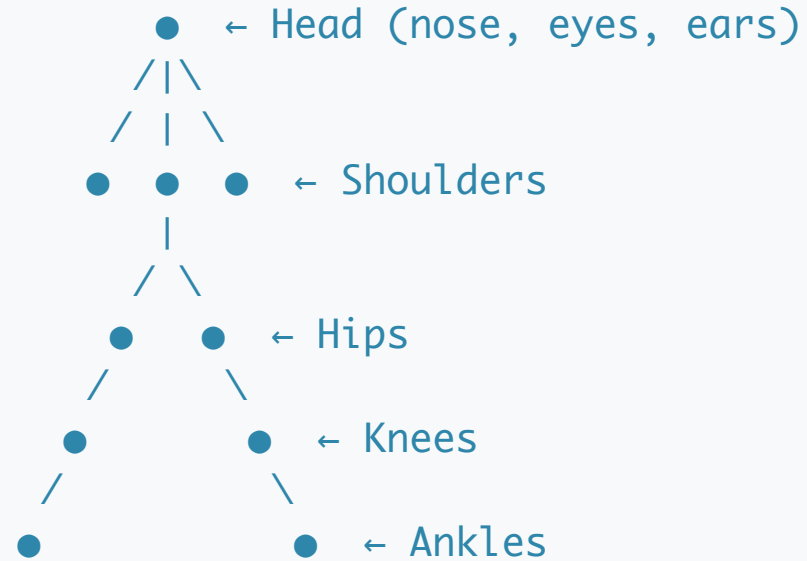 ● ← Head (nose, eyes, ears)
/|\
/ | \
● ● ● ← Shoulders
|
/ \
● ● ← Hips
/ \
● ● ← Knees
/ \
● ● ← Ankles